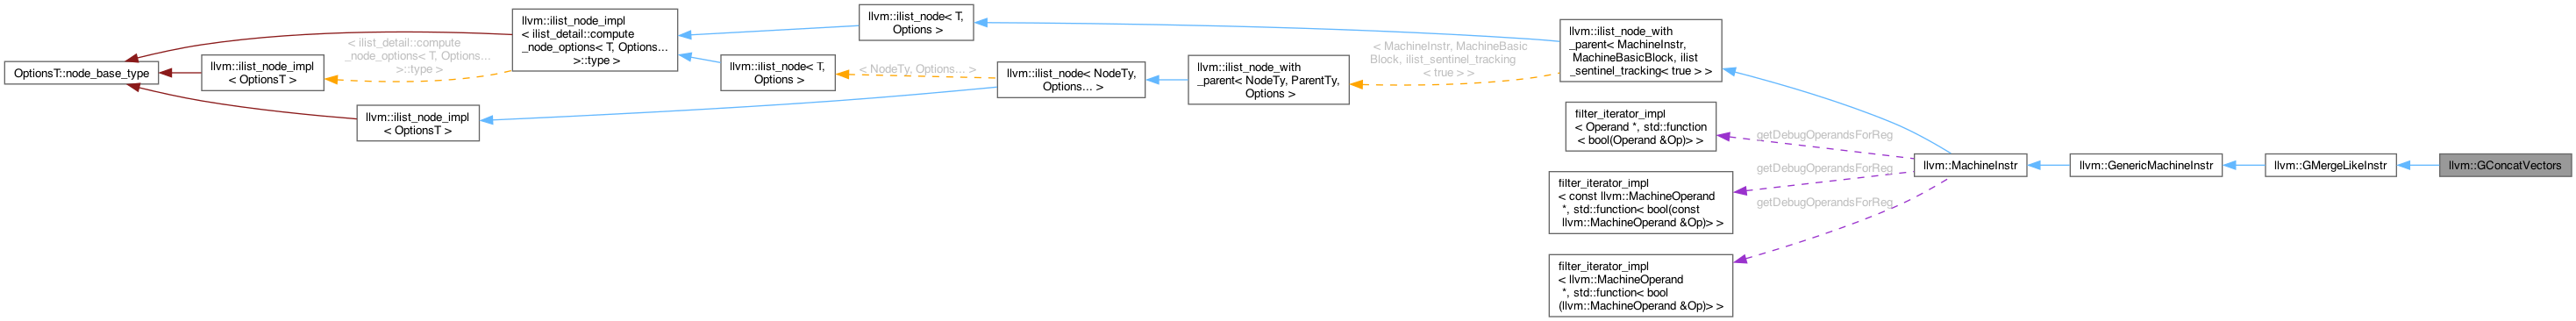 OptionsT::node_base_type
llvm::ilist_node_impl
< OptionsT >
< ilist_detail::compute
_node_options< T, Options...
>::type >
llvm::ilist_node_impl
< OptionsT >
llvm::ilist_node_impl
< ilist_detail::compute
_node_options< T, Options...
>::type >
llvm::ilist_node< T,
Options >
llvm::ilist_node< T,
Options >
< NodeTy, Options... >
llvm::ilist_node< NodeTy,
Options... >
llvm::ilist_node_with
_parent< NodeTy, ParentTy,
Options >
< MachineInstr, MachineBasic
Block, ilist_sentinel_tracking
< true > >
llvm::ilist_node_with
_parent< MachineInstr,
MachineBasicBlock, ilist
_sentinel_tracking< true > >
filter_iterator_impl
< Operand *, std::function
< bool(Operand &Op)> >
filter_iterator_impl
< const llvm::MachineOperand
*, std::function< bool(const
llvm::MachineOperand &Op)> >
filter_iterator_impl
< llvm::MachineOperand
*, std::function< bool
(llvm::MachineOperand &Op)> >
getDebugOperandsForReg
getDebugOperandsForReg
getDebugOperandsForReg
llvm::MachineInstr
llvm::GenericMachineInstr
llvm::GMergeLikeInstr
llvm::GConcatVectors